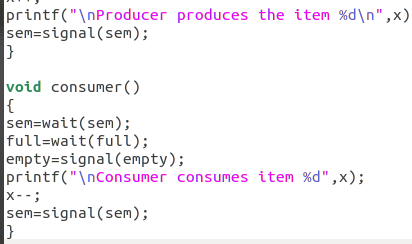 printf("\nProducer produces the item %d\n",x)
sem=signal(sem);
}

void consumer()
{
sem=wait(sem);
full=wait(full);
empty=signal(empty);
printf("\nConsumer consumes item %d",x);
x--;
sem=signal(sem);
}